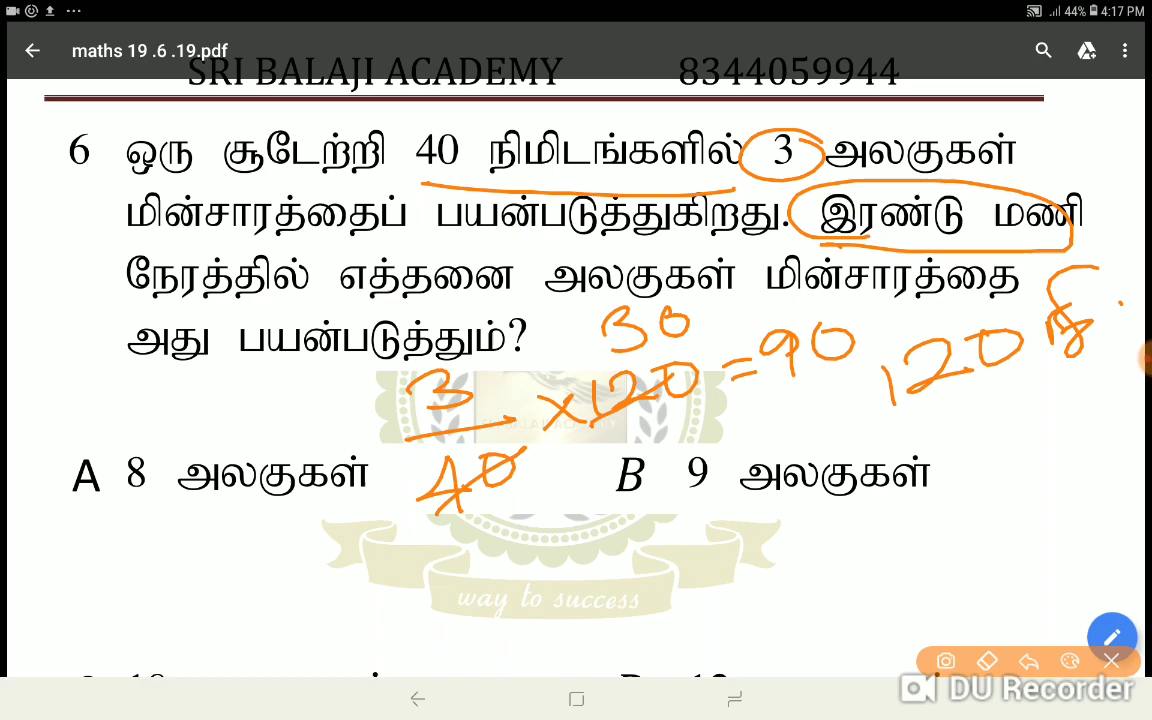 44% 4:17 PM
maths 19 .6 .19.pdf
SRI BALAJI ACADEMY 8344059944
6 ஒரு சூடேற்றி 40 நிமிடங்களில் 3 அலகுகள்
மின்சாரத்தைப் பயன்படுத்துகிறது. இரண்டு மணி
நேரத்தில் எத்தனை அலகுகள் மின்சாரத்தை
அது பயன்படுத்தும்?
30
3/40 × 120 = 90 120 நி
A 8 அலகுகள் B 9 அலகுகள்
way to success
DU Recorder